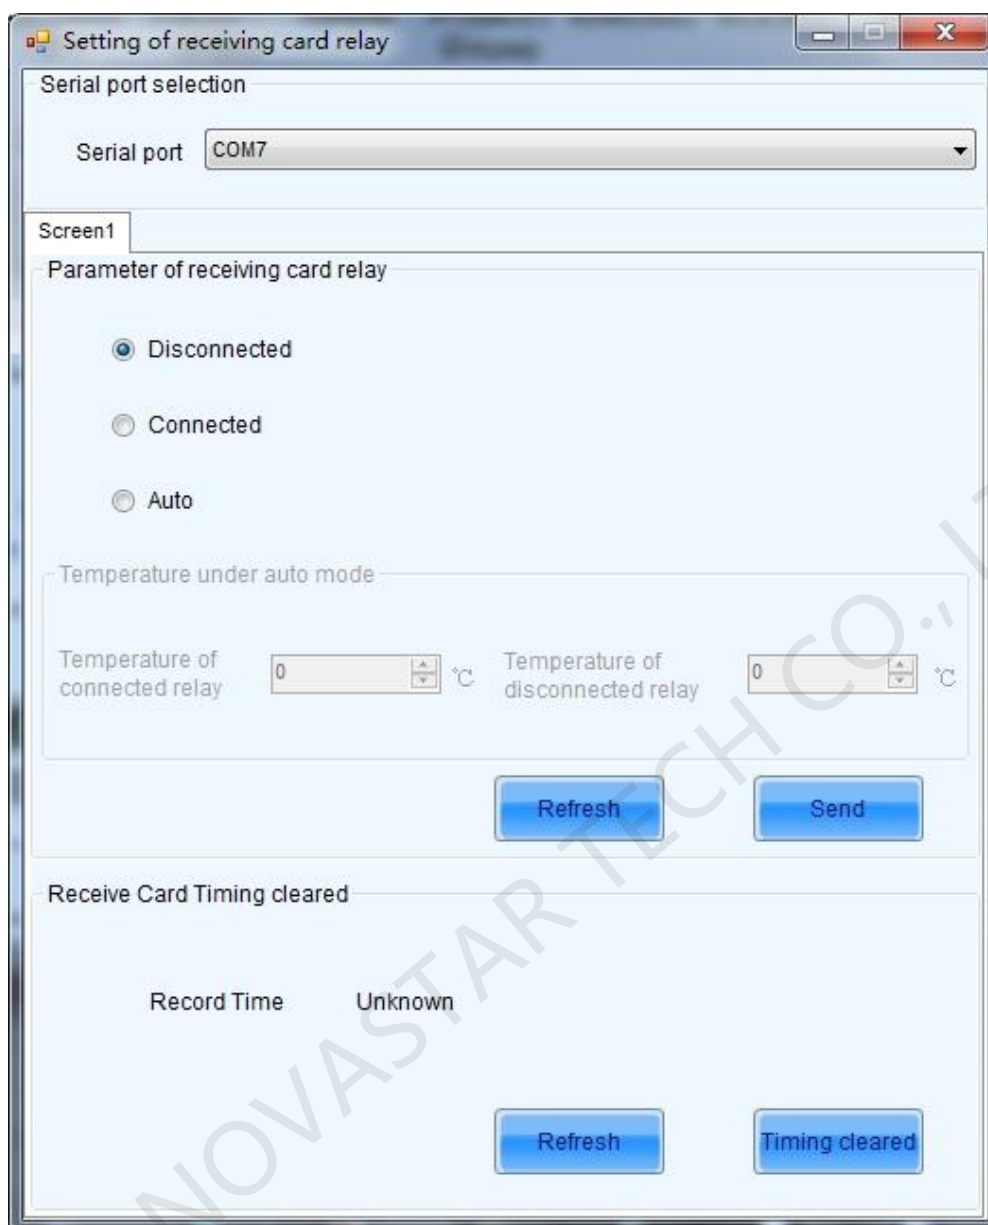 Setting of receiving card relay
Serial port selection
Serial port COM7
Screen1
Parameter of receiving card relay
Disconnected
Connected
Auto
Temperature under auto mode
Temperature of
connected relay
0
℃
Temperature of
disconnected relay
0
℃
Refresh
Send
Receive Card Timing cleared
Record Time Unknown
Refresh
Timing cleared
NOVASTAR TECH CO.,